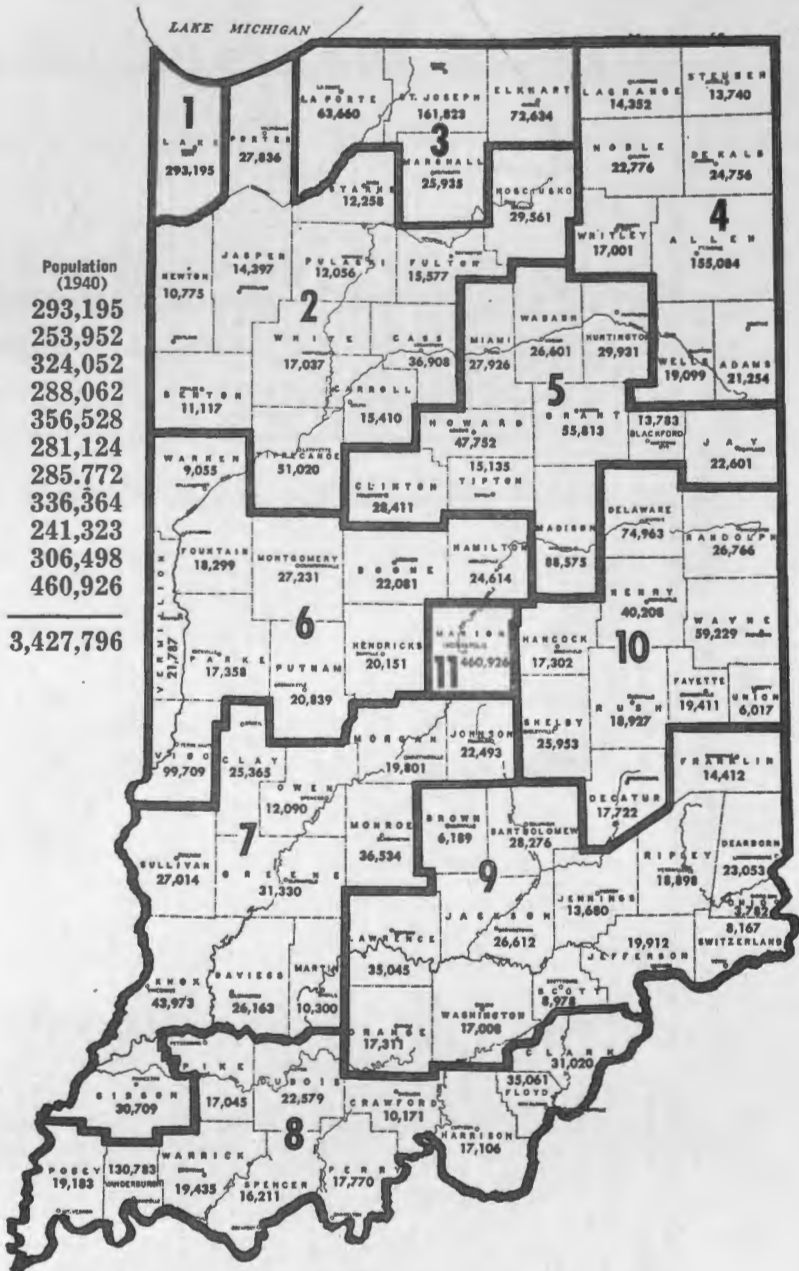 LAKE MICHIGAN
Population
(1940)
293,195
253,952
324,052
288,062
356,528
281,124
285.772
336,364
241,323
306,498
460,926
3,427,796
1
LAKE
293,195
PORTER
27,836
LA PORTE
63,660
ST. JOSEPH
161,823
ELKHART
72,634
3
MARSHALL
25,935
LAGRANGE
14,352
STEUBEN
13,740
NOBLE
22,776
DE KALB
24,756
4
WHITLEY
17,001
ALLEN
155,084
WELLS
19,099
ADAMS
21,254
STARKE
12,258
KOSCIUSKO
29,561
NEWTON
10,775
JASPER
14,397
PULASKI
12,056
FULTON
15,577
2
WHITE
17,037
CASS
36,908
BENTON
11,117
CARROLL
15,410
TIPPECANOE
51,020
MIAMI
27,926
WABASH
26,601
HUNTINGTON
29,931
5
HOWARD
47,752
GRANT
55,813
13,783
BLACKFORD
JAY
22,601
15,135
TIPTON
CLINTON
28,411
MADISON
88,575
WARREN
9,055
FOUNTAIN
18,299
MONTGOMERY
27,231
BOONE
22,081
HAMILTON
24,614
VERMILLION
21,787
PARKE
17,358
6
PUTNAM
20,839
HENDRICKS
20,151
VIGO
99,709
MARION
INDIANAPOLIS
11 460,926
DELAWARE
74,963
RANDOLPH
26,766
HENRY
40,208
WAYNE
59,229
HANCOCK
17,302
10
FAYETTE
19,411
UNION
6,017
RUSH
18,927
SHELBY
25,953
DECATUR
17,722
FRANKLIN
14,412
CLAY
25,365
OWEN
12,090
MORGAN
19,801
JOHNSON
22,493
7
SULLIVAN
27,014
GREENE
31,330
MONROE
36,534
KNOX
43,973
DAVIESS
26,163
MARTIN
10,300
GIBSON
30,709
BROWN
6,189
BARTHOLOMEW
28,276
9
RIPLEY
18,898
DEARBORN
23,053
OHIO
3,782
8,167
SWITZERLAND
JENNINGS
13,680
JACKSON
26,612
19,912
JEFFERSON
LAWRENCE
35,045
SCOTT
8,978
ORANGE
17,311
WASHINGTON
17,008
CLARK
31,020
35,061
FLOYD
PIKE
17,045
DUBOIS
22,579
CRAWFORD
10,171
HARRISON
17,106
8
POSEY
19,183
130,783
VANDERBURGH
WARRICK
19,435
SPENCER
16,211
PERRY
17,770